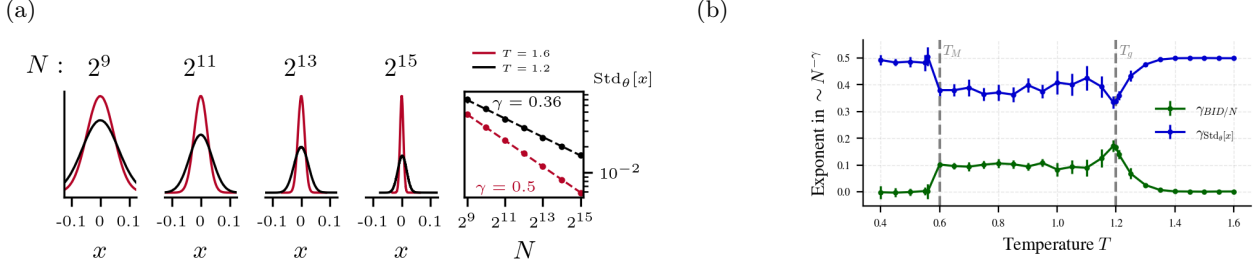 (a)
N : 2^9 2^11 2^13 2^15
-0.1 0 0.1
x
-0.1 0 0.1
x
-0.1 0 0.1
x
-0.1 0 0.1
x
T = 1.6
T = 1.2
Std_θ[x]
γ = 0.36
γ = 0.5
10^−2
2^9 2^11 2^13 2^15
N
(b)
Exponent in ∼ N^−γ
0.5
0.4
0.3
0.2
0.1
0.0
T_M
T_g
γ_BID/N
γ_Std_θ[x]
0.4 0.6 0.8 1.0 1.2 1.4 1.6
Temperature T